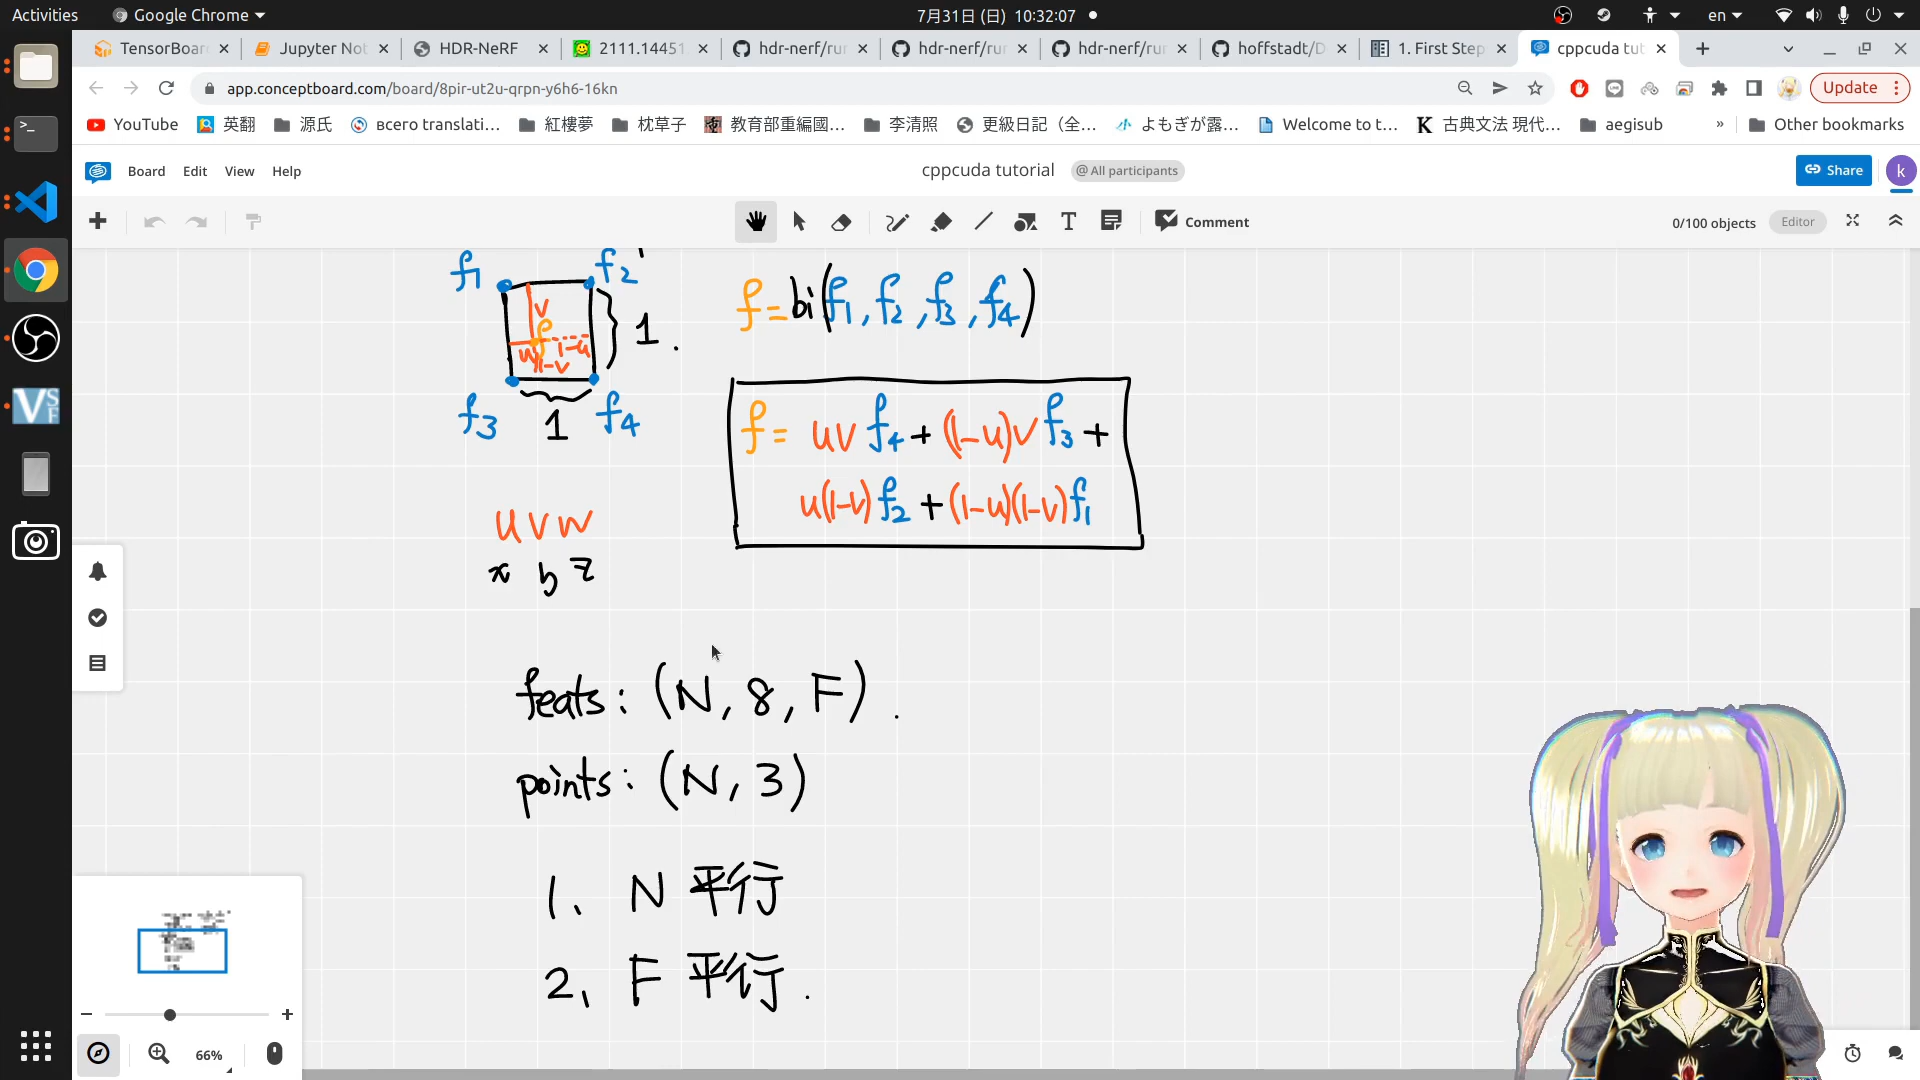 Activities
Google Chrome
7月31日 (日) 10:32:07
en
TensorBoar
Jupyter Not
HDR-NeRF
2111.14451
hdr-nerf/rur
hdr-nerf/rur
hdr-nerf/rur
hoffstadt/D
1. First Step
cppcuda tut
app.conceptboard.com/board/8pir-ut2u-qrpn-y6h6-16kn
Update
YouTube
英翻
源氏
всего translati...
紅樓夢
枕草子
教育部重編國...
李清照
更級日記（全...
よもぎが露...
Welcome to t...
古典文法 現代...
aegisub
»
Other bookmarks
Board
Edit
View
Help
cppcuda tutorial
@ All participants
Share
k
Comment
0/100 objects
Editor
f1 f2
v
f
u 1-u
1-v
1
f3 1 f4
f = bi(f1, f2, f3, f4)
f = uv f4 + (1-u)v f3 +
u(1-v) f2 + (1-u)(1-v) f1
u v w
x y z
feats: (N, 8, F).
points: (N, 3)
1、 N 平行
2、 F 平行.
66%